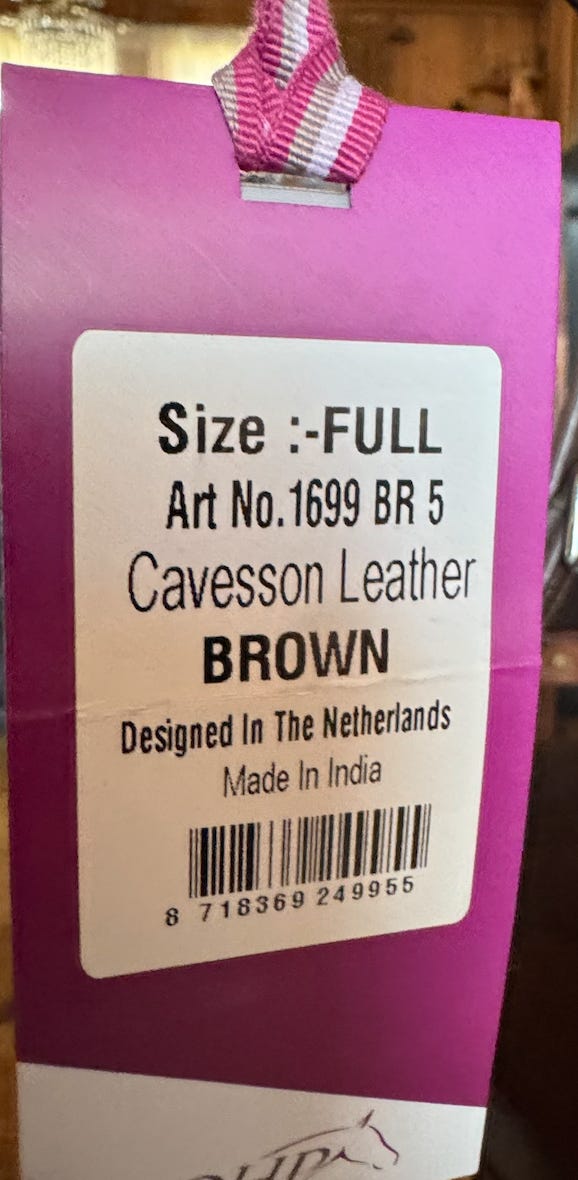 Size :-FULL
Art No.1699 BR 5
Cavesson Leather
BROWN
Designed In The Netherlands
Made In India
8 718369 249955